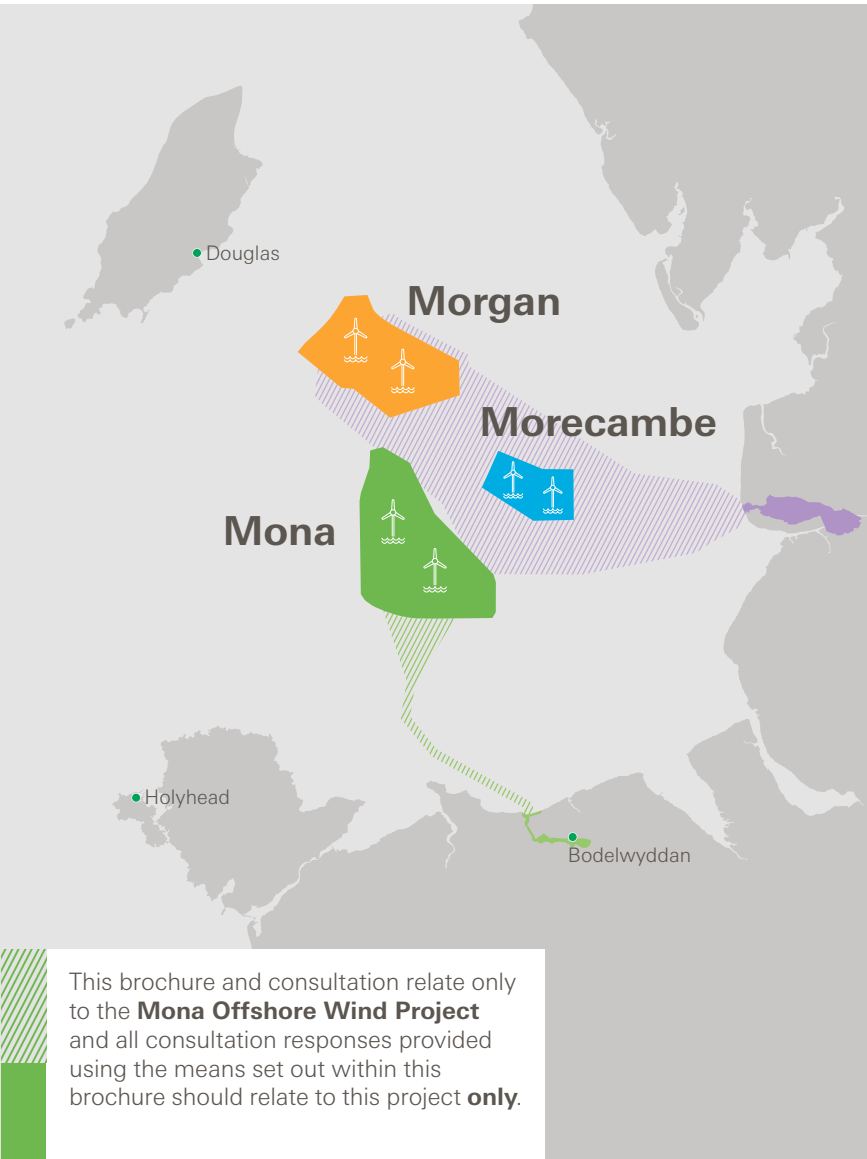 Douglas
Morgan
Morecambe
Mona
Holyhead
Bodelwyddan
This brochure and consultation relate only
to the Mona Offshore Wind Project
and all consultation responses provided
using the means set out within this
brochure should relate to this project only.